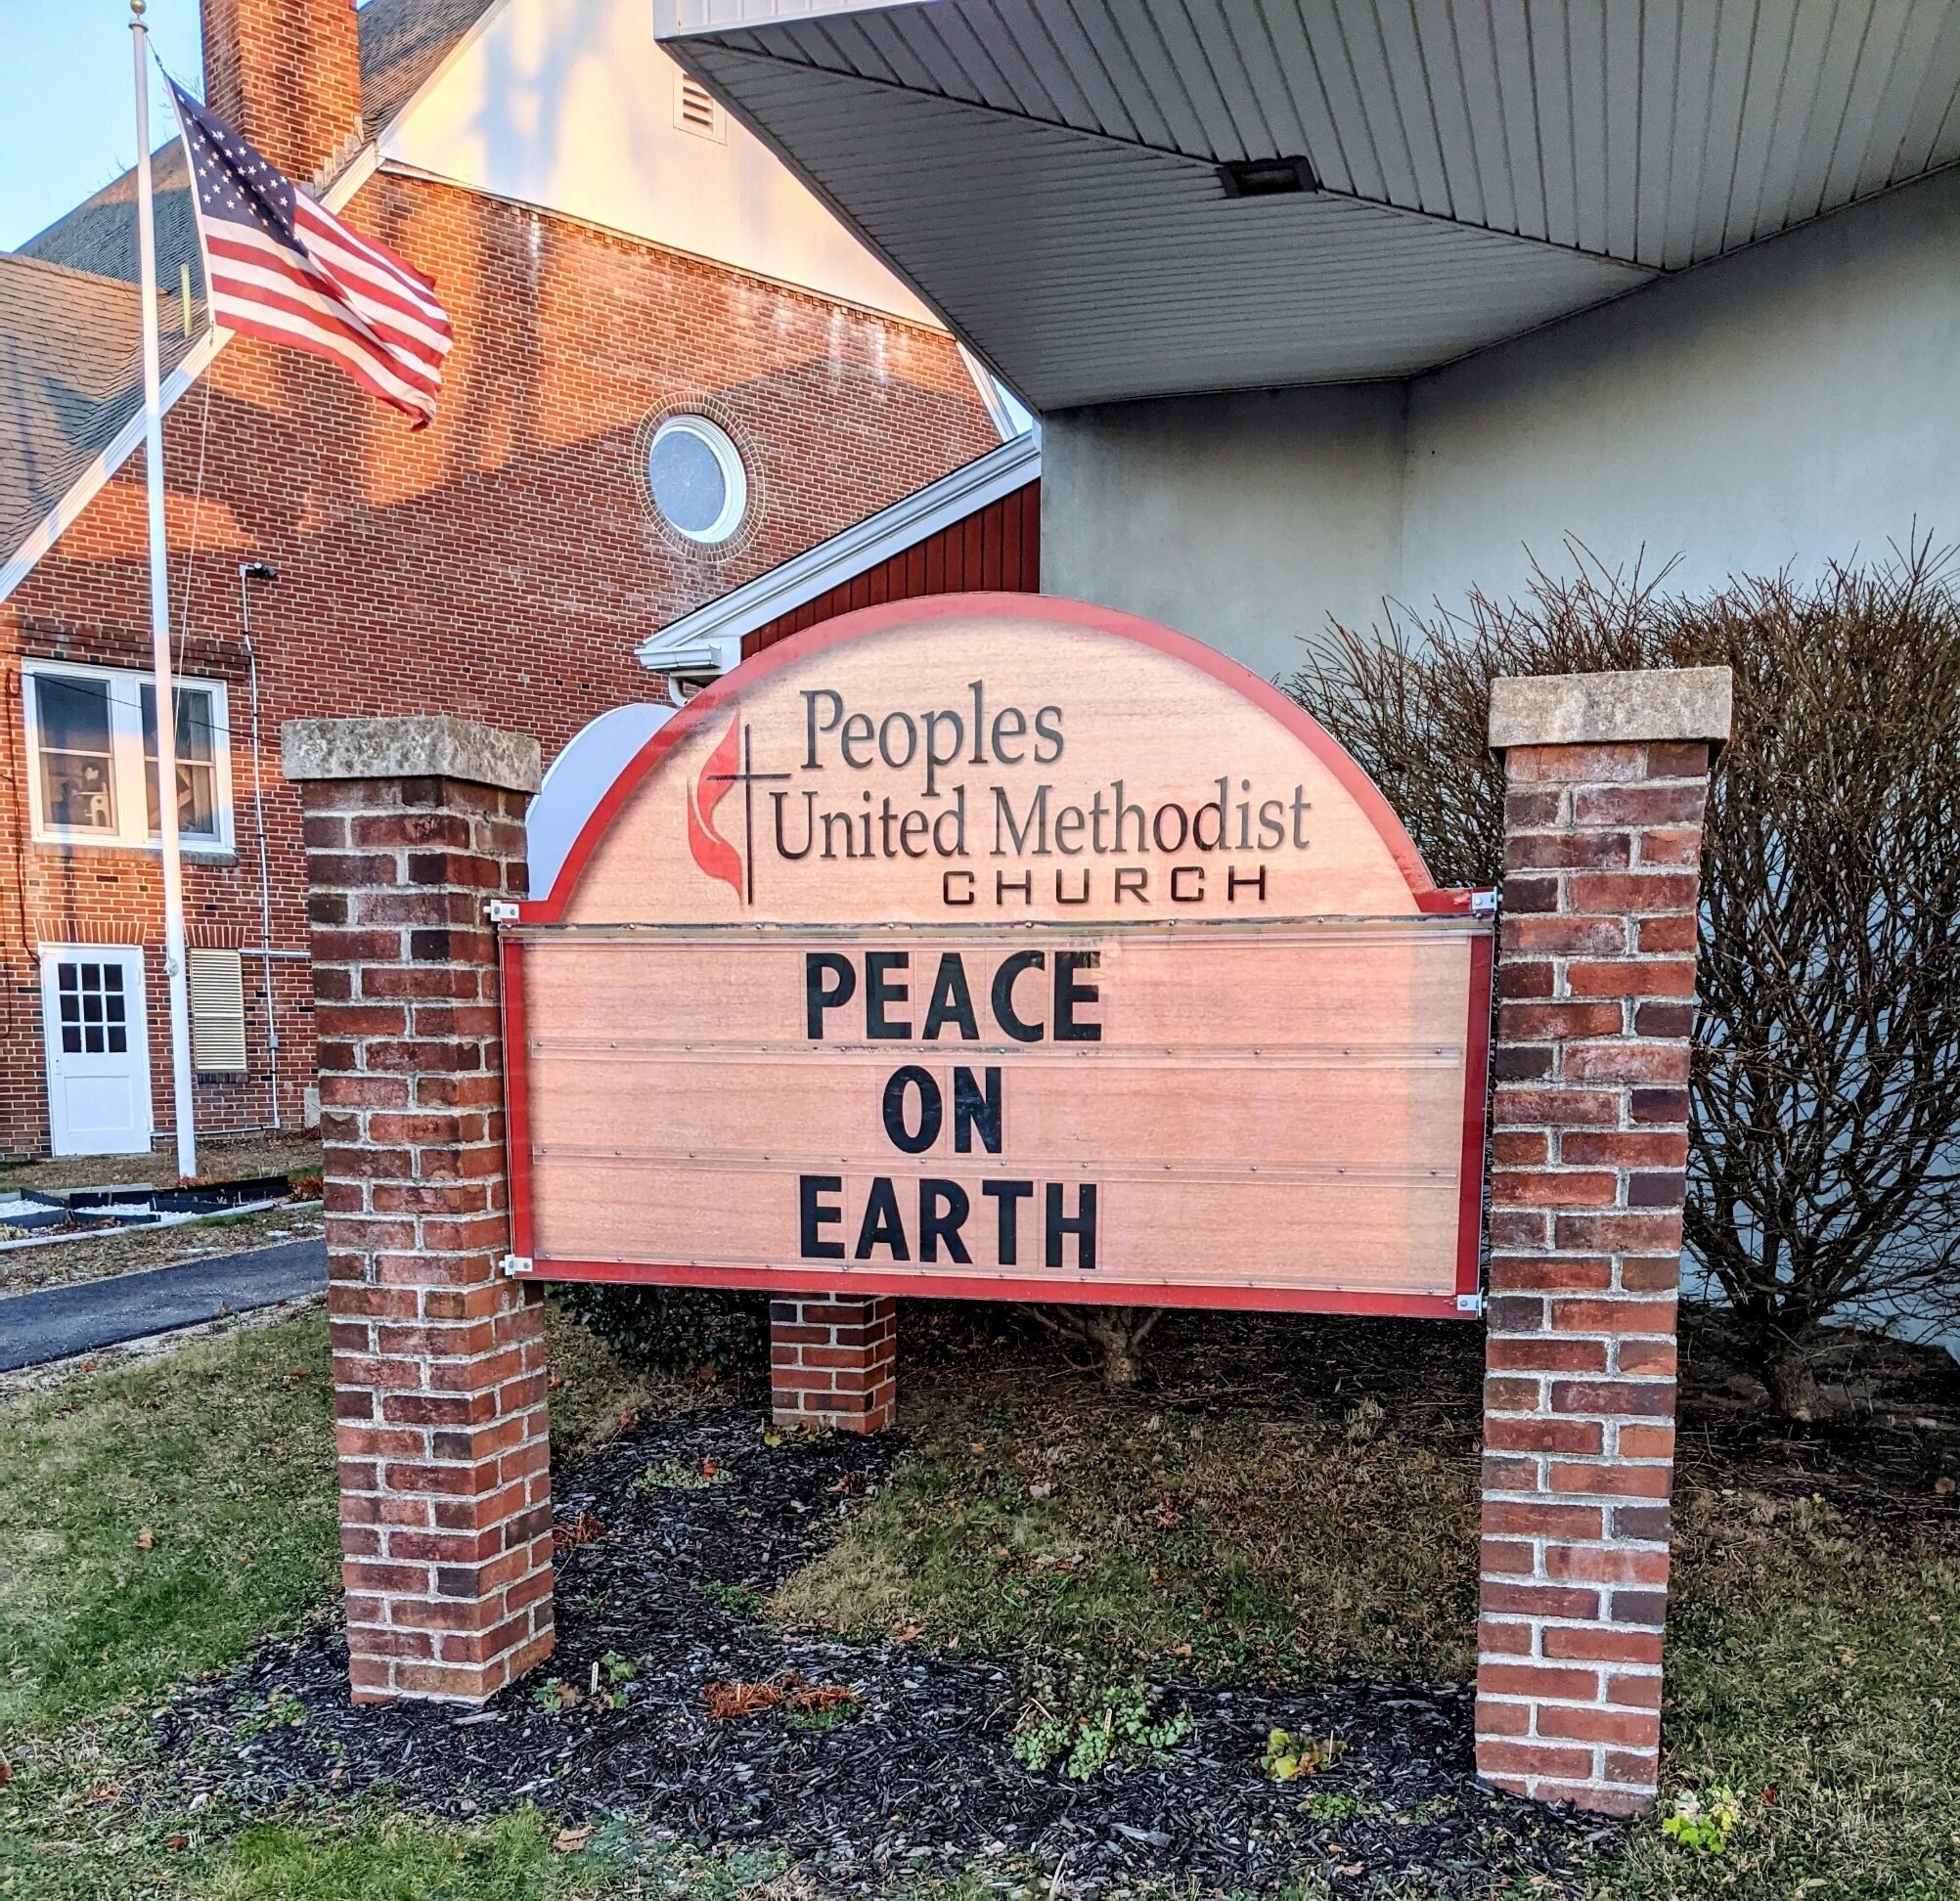 Peoples
United Methodist
CHURCH
PEACE
ON
EARTH